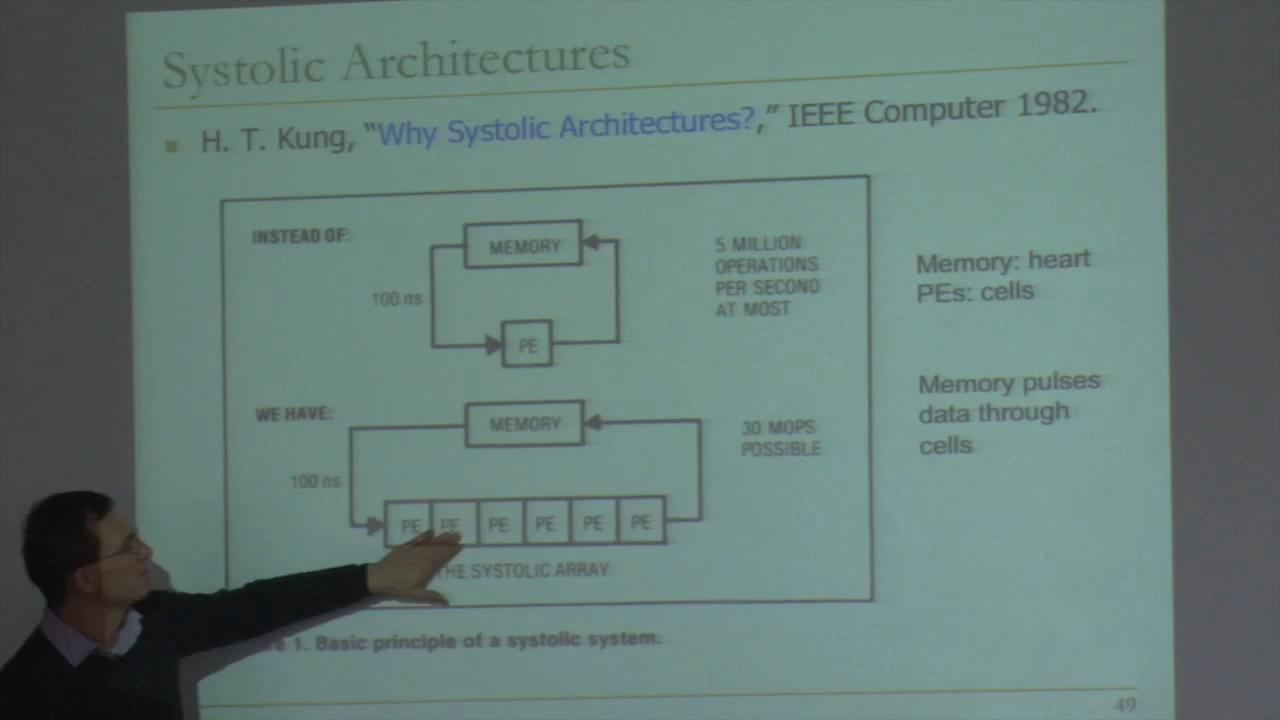 Systolic Architectures
H. T. Kung, “Why Systolic Architectures?,” IEEE Computer 1982.
INSTEAD OF:
MEMORY
100 ns
PE
5 MILLION
OPERATIONS
PER SECOND
AT MOST
Memory: heart
PEs: cells
WE HAVE:
MEMORY
100 ns
30 MOPS
POSSIBLE
Memory pulses
data through
cells
PE PE PE PE PE PE
THE SYSTOLIC ARRAY
1. Basic principle of a systolic system.
49